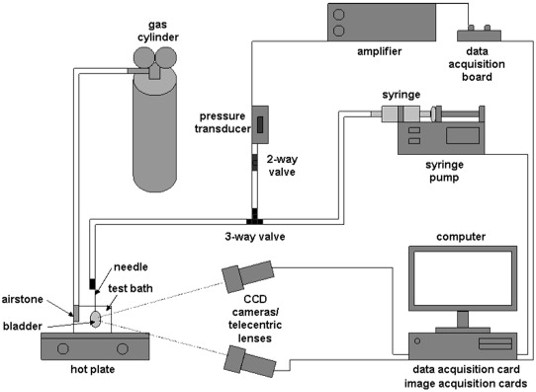 gas
cylinder
amplifier
data
acquisition
board
syringe
pressure
transducer
2-way
valve
syringe
pump
3-way valve
computer
needle
test bath
airstone
bladder
CCD
cameras/
telecentric
lenses
hot plate
data acquisition card
image acquisition cards